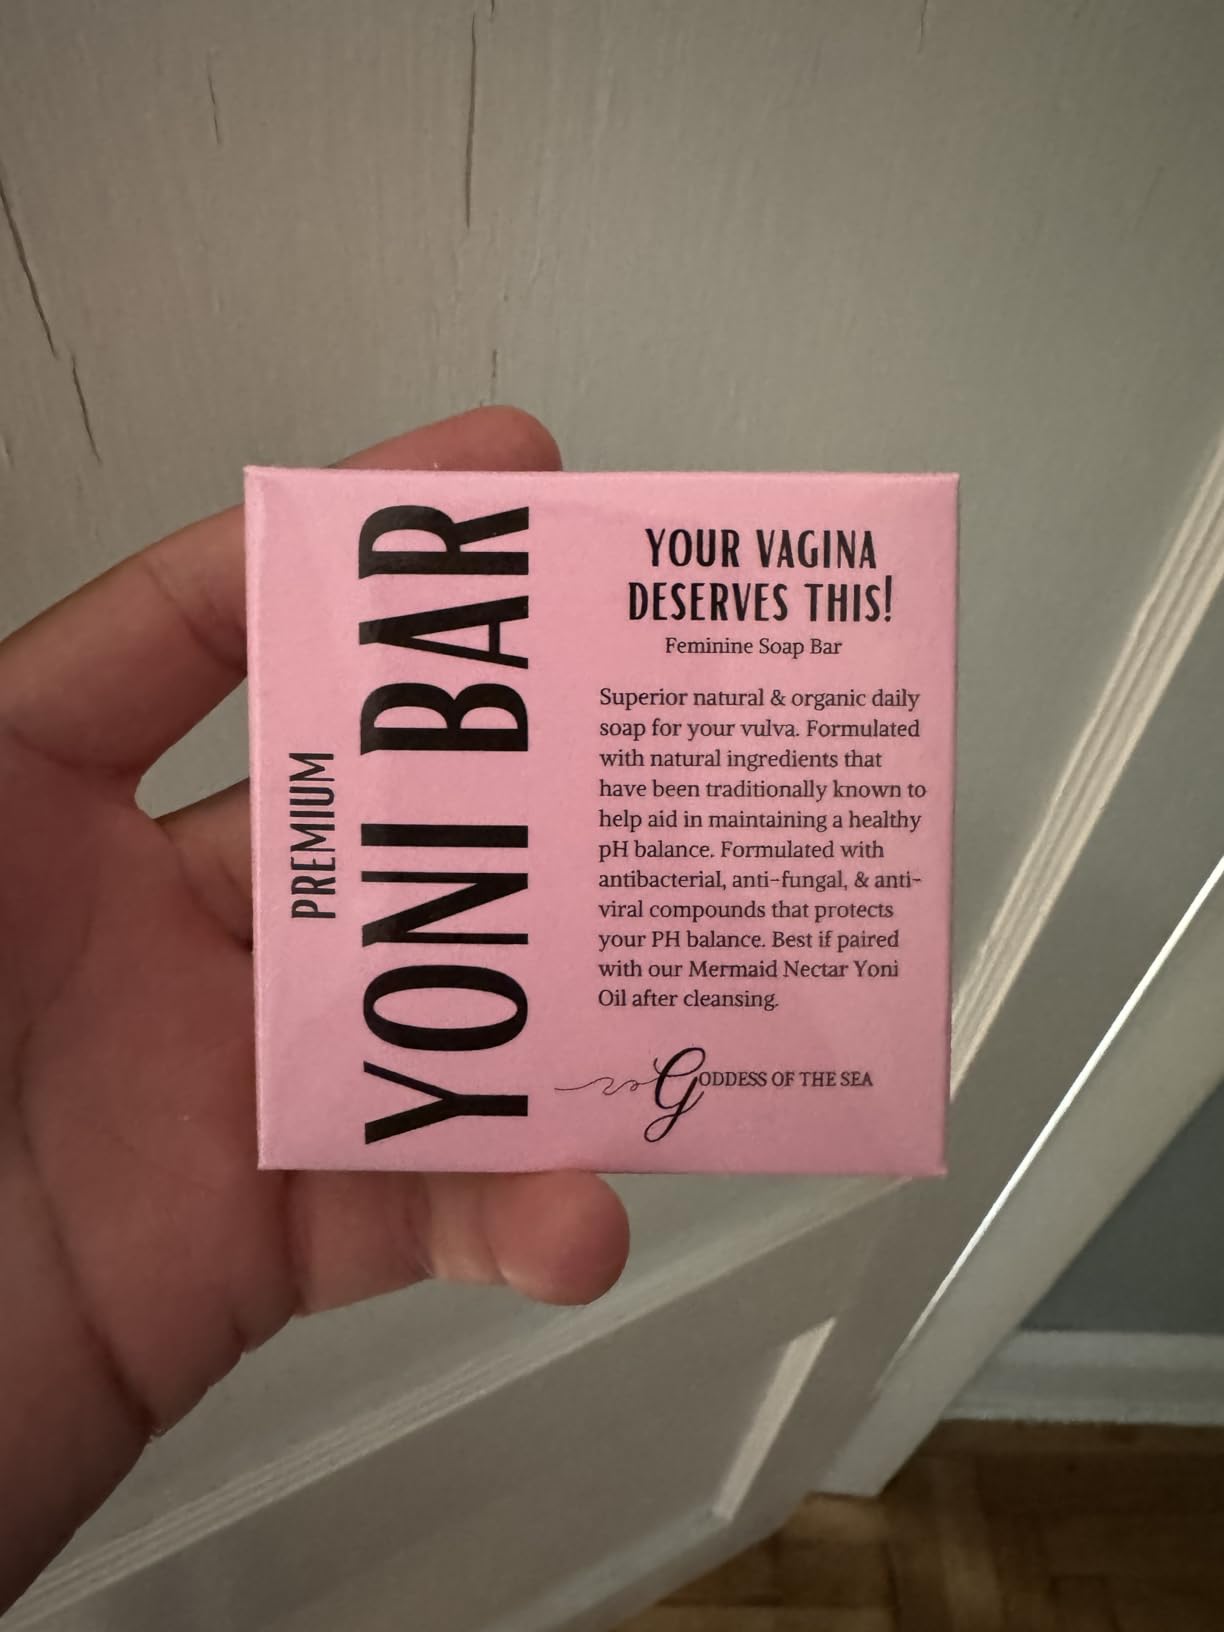 PREMIUM
YONI BAR
YOUR VAGINA
DESERVES THIS!
Feminine Soap Bar
Superior natural & organic daily
soap for your vulva. Formulated
with natural ingredients that
have been traditionally known to
help aid in maintaining a healthy
pH balance. Formulated with
antibacterial, anti-fungal, & anti-
viral compounds that protects
your PH balance. Best if paired
with our Mermaid Nectar Yoni
Oil after cleansing.
GODDESS OF THE SEA